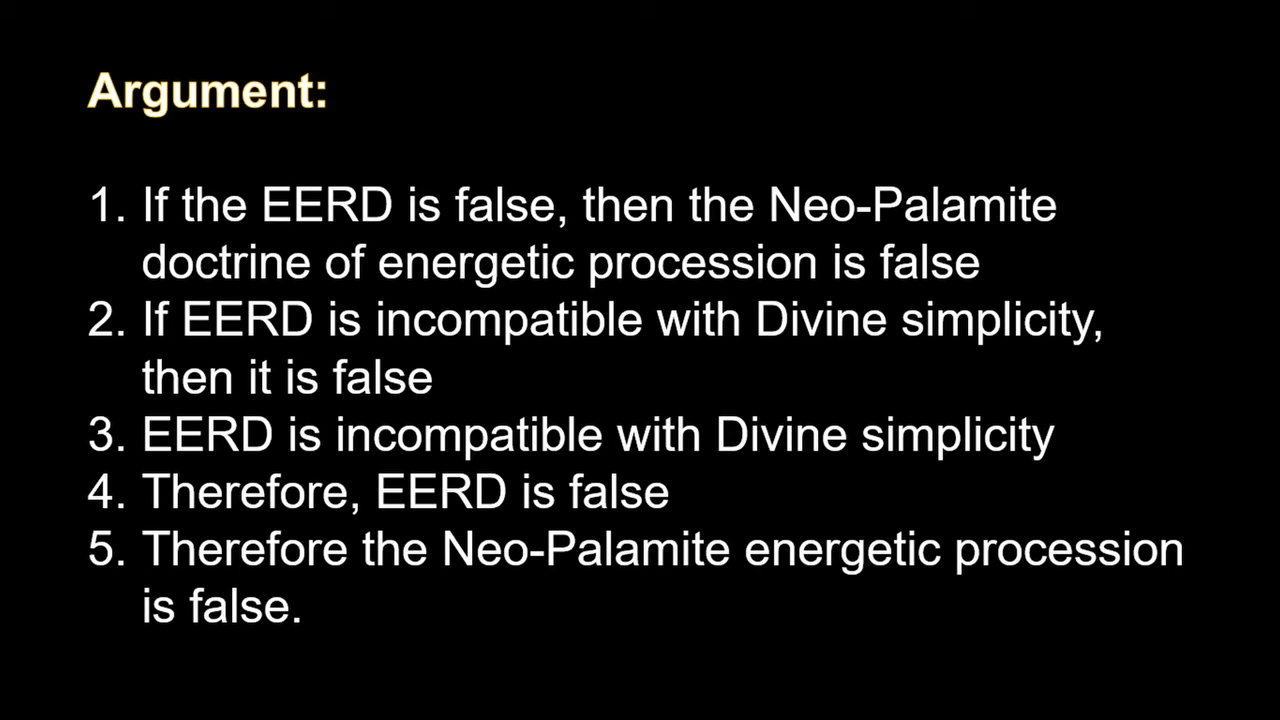 Argument:
1. If the EERD is false, then the Neo-Palamite
doctrine of energetic procession is false
2. If EERD is incompatible with Divine simplicity,
then it is false
3. EERD is incompatible with Divine simplicity
4. Therefore, EERD is false
5. Therefore the Neo-Palamite energetic procession
is false.